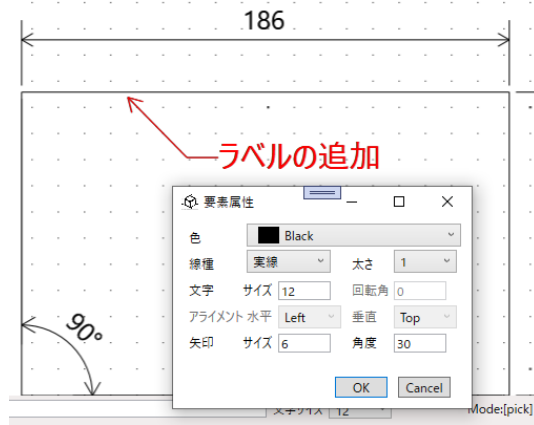 186
ラベルの追加
要素属性
色 Black
線種 実線 太さ 1
文字 サイズ 12 回転角 0
アライメント 水平 Left 垂直 Top
矢印 サイズ 6 角度 30
90°
OK Cancel
文字サイズ 12 Mode:[pick]